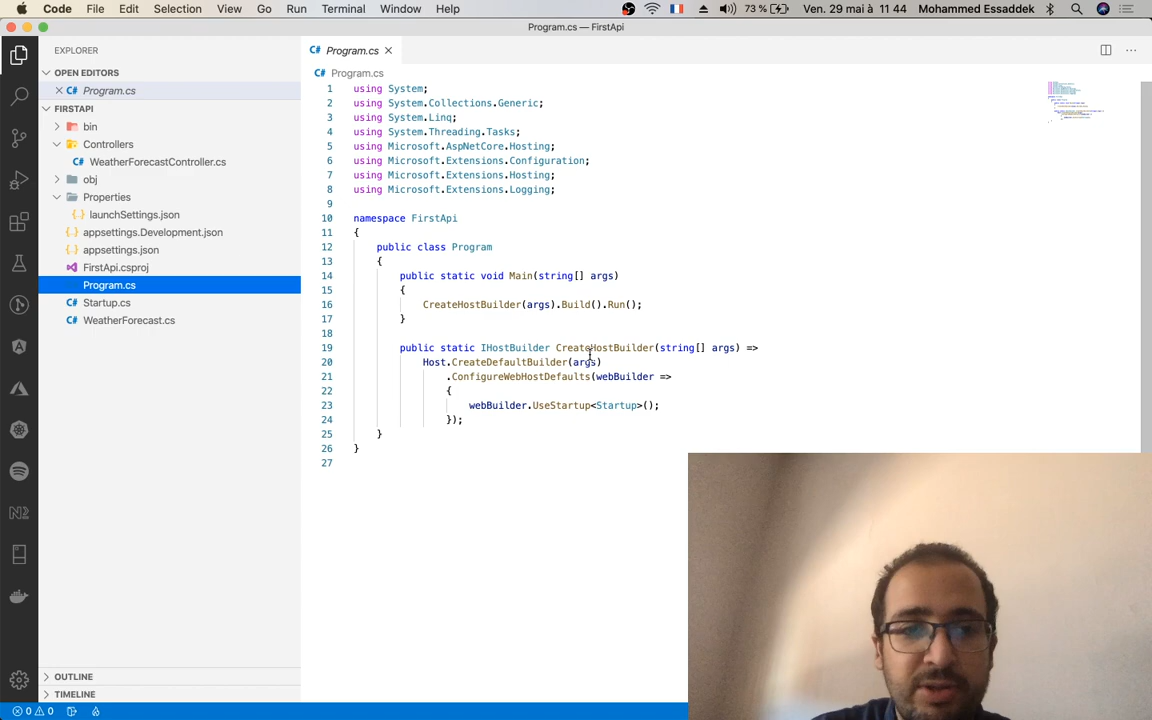 Code File Edit Selection View Go Run Terminal Window Help 73 % Ven. 29 mai à 11 44 Mohammed Essaddek
Program.cs — FirstApi
EXPLORER
OPEN EDITORS
C# Program.cs
FIRSTAPI
bin
Controllers
C# WeatherForecastController.cs
obj
Properties
{} launchSettings.json
{} appsettings.Development.json
{} appsettings.json
FirstApi.csproj
Program.cs
C# Startup.cs
C# WeatherForecast.cs
OUTLINE
TIMELINE
0 0
C# Program.cs
C# Program.cs
1 using System;
2 using System.Collections.Generic;
3 using System.Linq;
4 using System.Threading.Tasks;
5 using Microsoft.AspNetCore.Hosting;
6 using Microsoft.Extensions.Configuration;
7 using Microsoft.Extensions.Hosting;
8 using Microsoft.Extensions.Logging;
9
10 namespace FirstApi
11 {
12 public class Program
13 {
14 public static void Main(string[] args)
15 {
16 CreateHostBuilder(args).Build().Run();
17 }
18
19 public static IHostBuilder CreateHostBuilder(string[] args) =>
20 Host.CreateDefaultBuilder(args)
21 .ConfigureWebHostDefaults(webBuilder =>
22 {
23 webBuilder.UseStartup<Startup>();
24 });
25 }
26 }
27